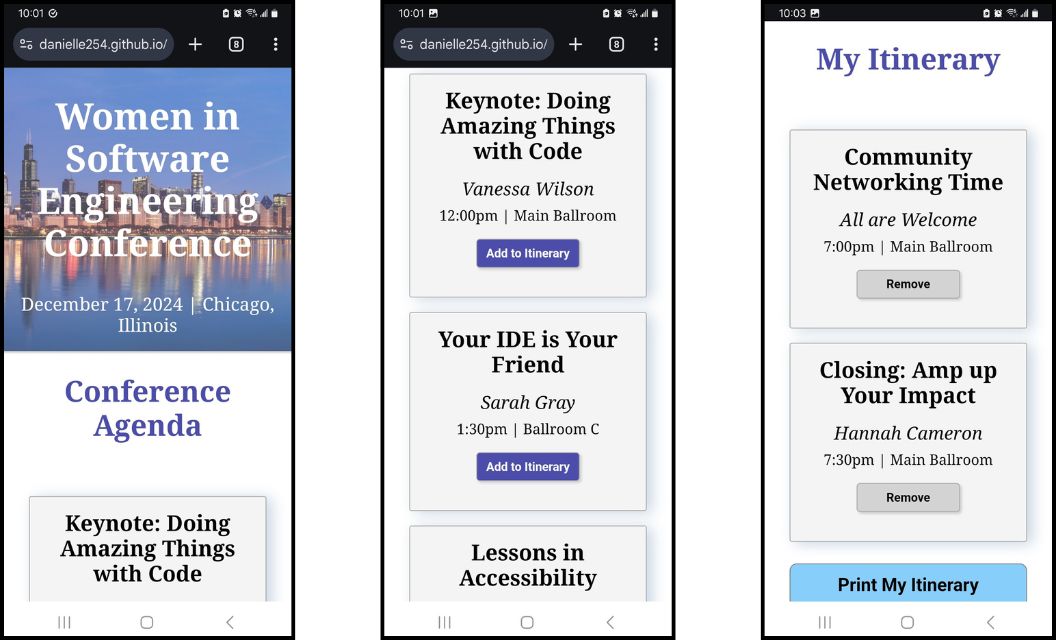 10:01
danielle254.github.io/
8
Women in
Software
Engineering
Conference
December 17, 2024 | Chicago,
Illinois
Conference
Agenda
Keynote: Doing
Amazing Things
with Code
10:01
danielle254.github.io/
8
Keynote: Doing
Amazing Things
with Code
Vanessa Wilson
12:00pm | Main Ballroom
Add to Itinerary
Your IDE is Your
Friend
Sarah Gray
1:30pm | Ballroom C
Add to Itinerary
Lessons in
Accessibility
10:03
My Itinerary
Community
Networking Time
All are Welcome
7:00pm | Main Ballroom
Remove
Closing: Amp up
Your Impact
Hannah Cameron
7:30pm | Main Ballroom
Remove
Print My Itinerary